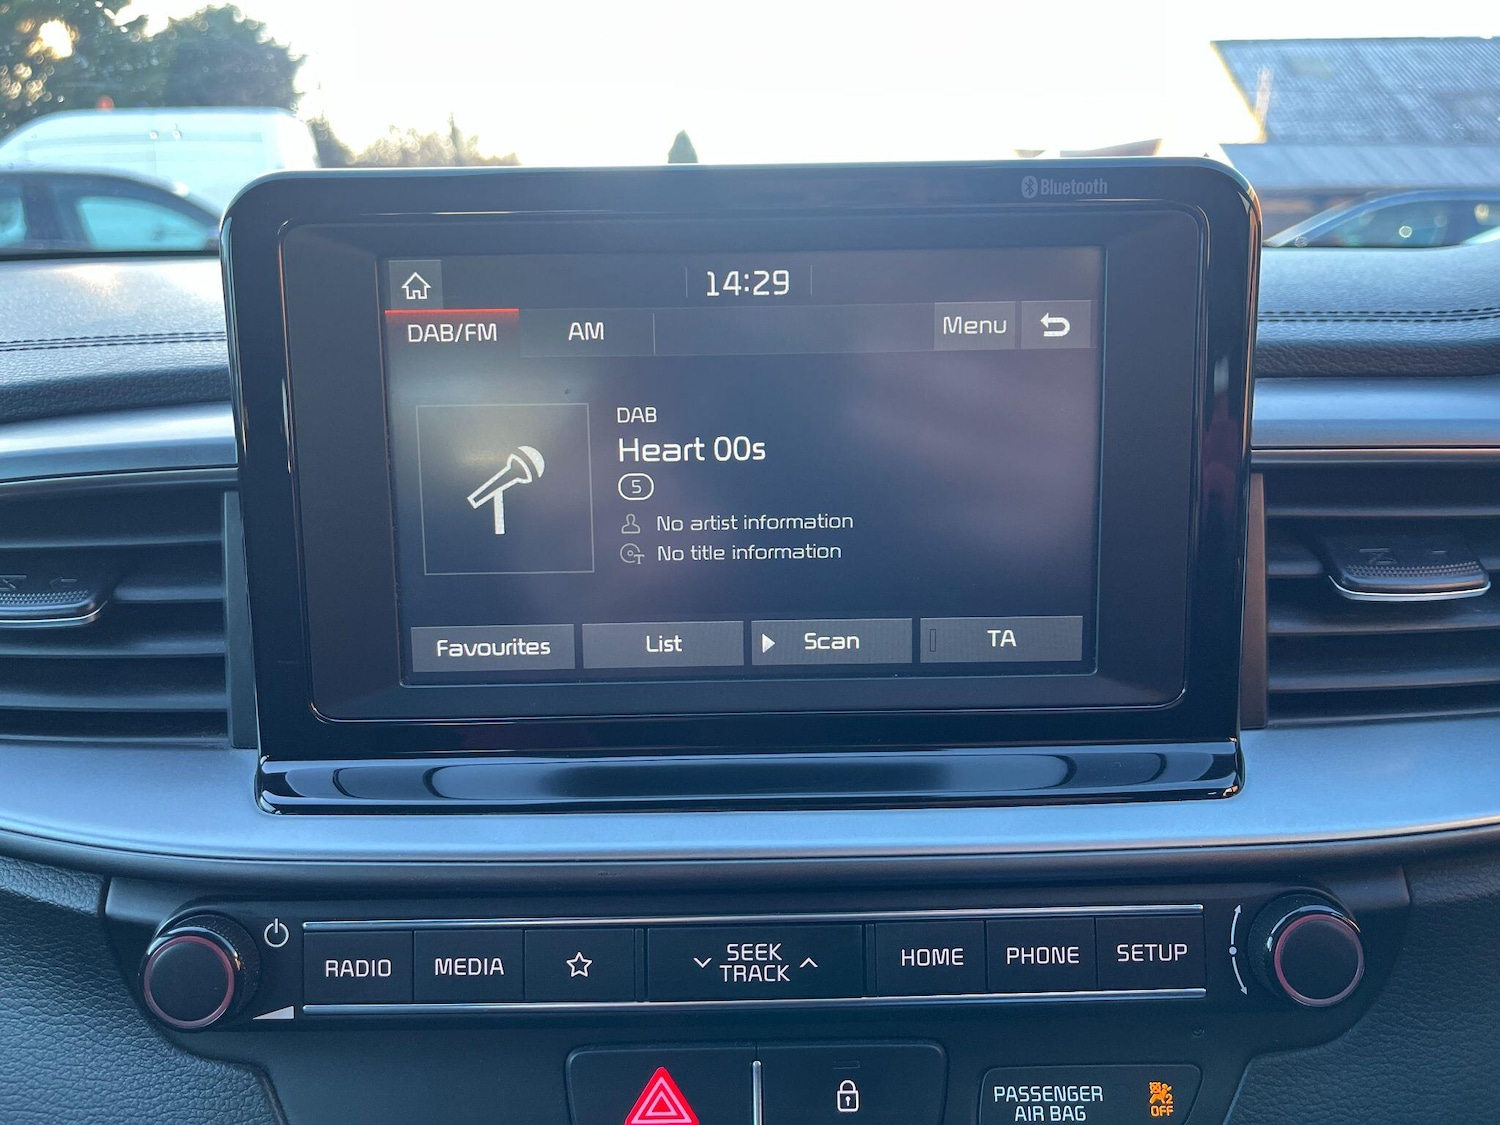 Bluetooth
14:29
DAB/FM
AM
Menu
DAB
Heart 00s
5
No artist information
T
No title information
Favourites
List
Scan
TA
RADIO
MEDIA
SEEK
TRACK
HOME
PHONE
SETUP
PASSENGER
AIR BAG
2
OFF